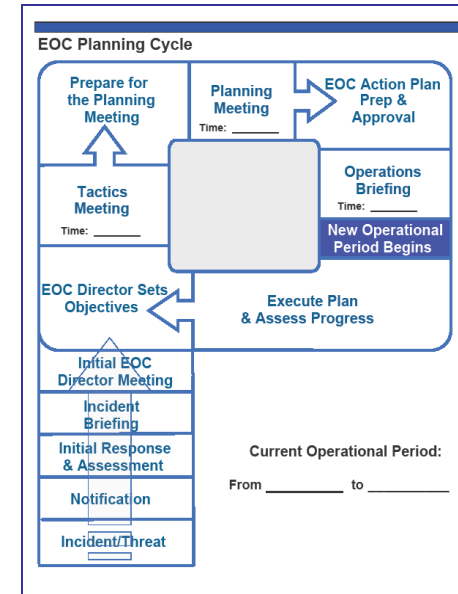 EOC Planning Cycle
Prepare for
the Planning
Meeting
Planning
Meeting
Time: _______
EOC Action Plan
Prep &
Approval
Tactics
Meeting
Time: _______
Operations
Briefing
Time: _______
New Operational
Period Begins
EOC Director Sets
Objectives
Execute Plan
& Assess Progress
Initial EOC
Director Meeting
Incident
Briefing
Initial Response
& Assessment
Notification
Incident/Threat
Current Operational Period:
From ___________ to ___________